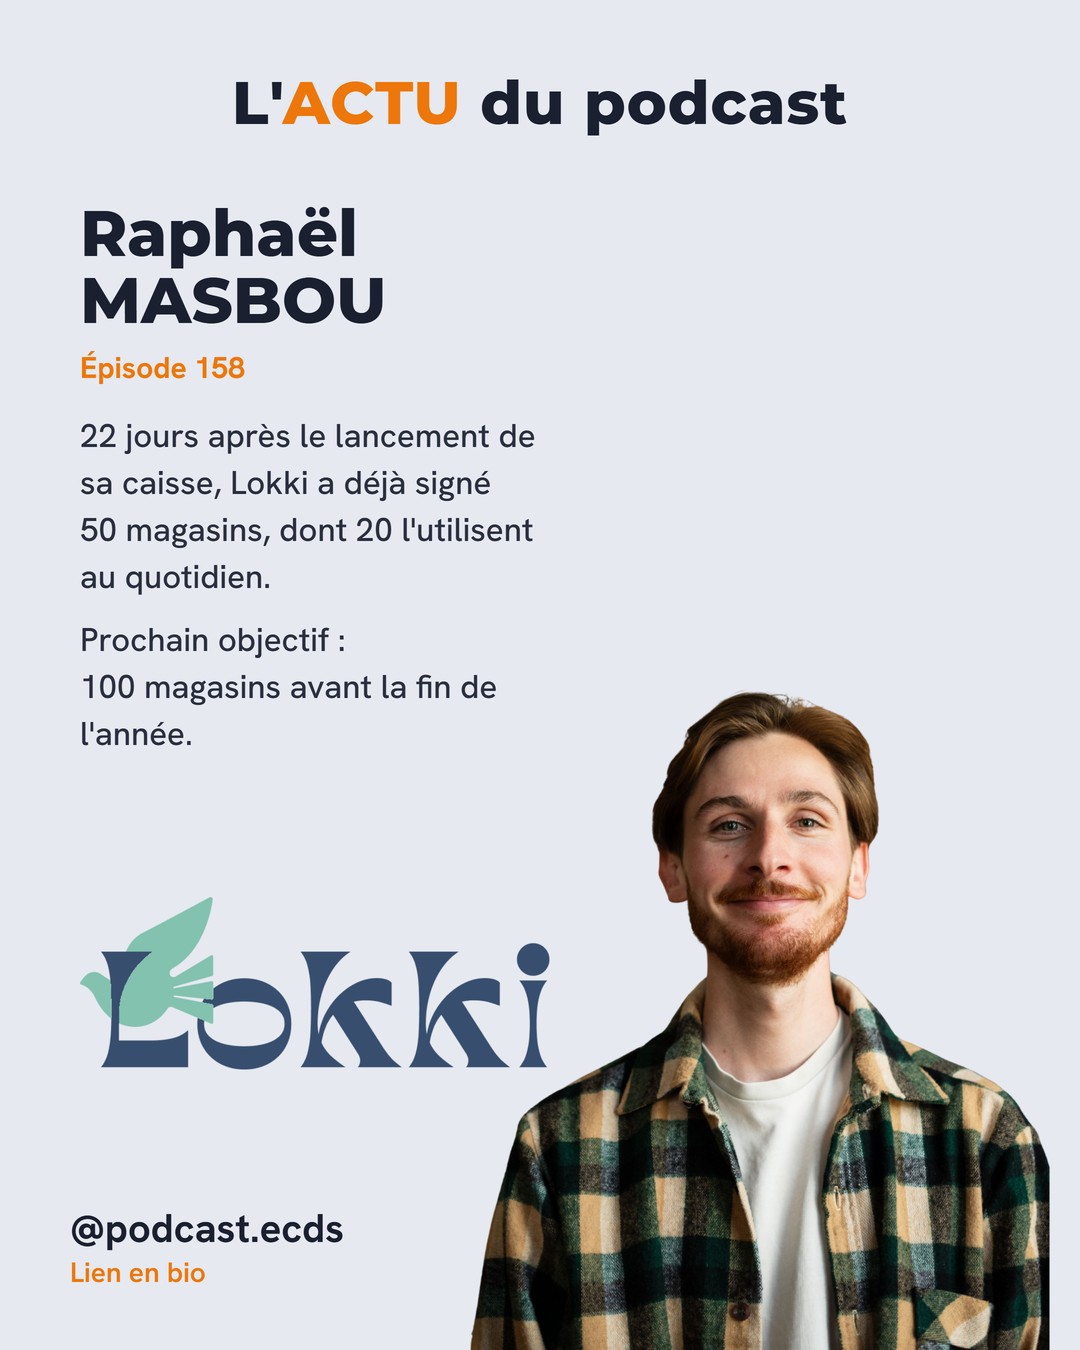 L'ACTU du podcast
Raphaël
MASBOU
Épisode 158
22 jours après le lancement de
sa caisse, Lokki a déjà signé
50 magasins, dont 20 l'utilisent
au quotidien.
Prochain objectif :
100 magasins avant la fin de
l'année.
Lokki
@podcast.ecds
Lien en bio